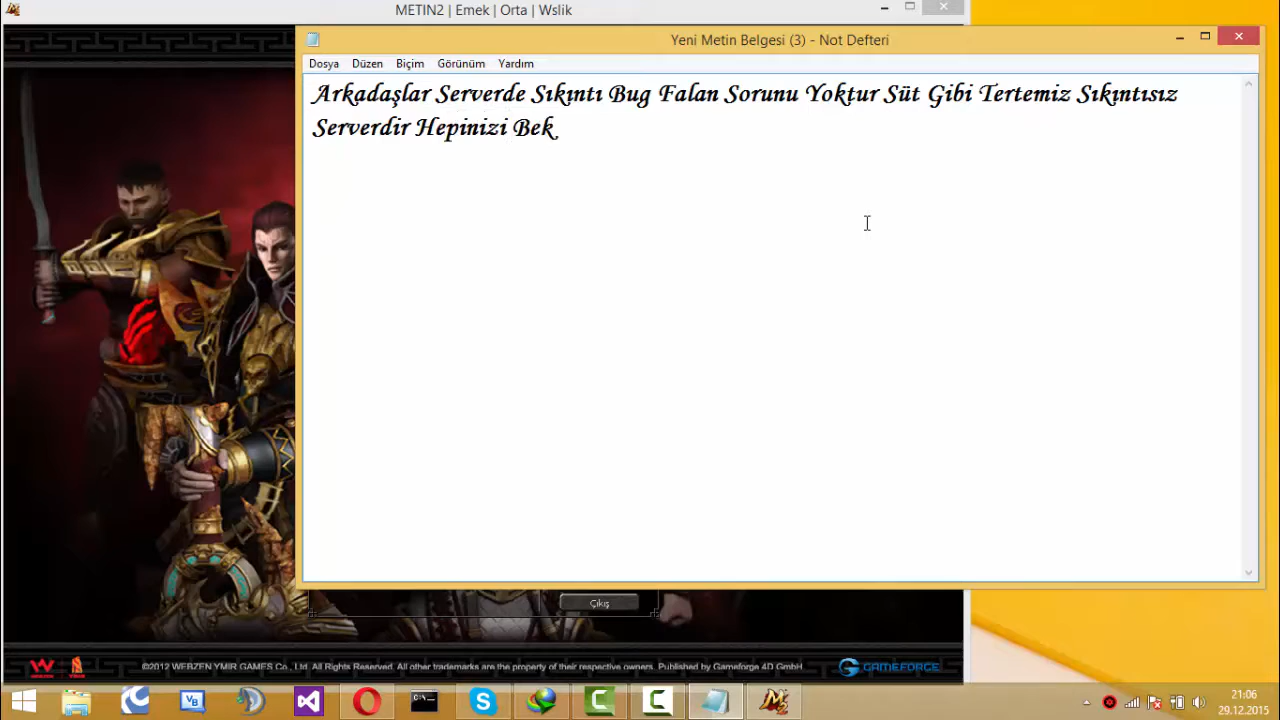 METIN2 | Emek | Orta | Wslik
Yeni Metin Belgesi (3) - Not Defteri
Dosya Düzen Biçim Görünüm Yardım
Arkadaşlar Serverde Sıkıntı Bug Falan Sorunu Yoktur Süt Gibi Tertemiz Sıkıntısız
Serverdir Hepinizi Bek
Çıkış
©2012 WEBZEN YMIR GAMES Co., Ltd. All Rights Reserved. All other trademarks are the property of their respective owners. Published by Gameforge 4D GmbH
GAMEFORGE
21:06
29.12.2015